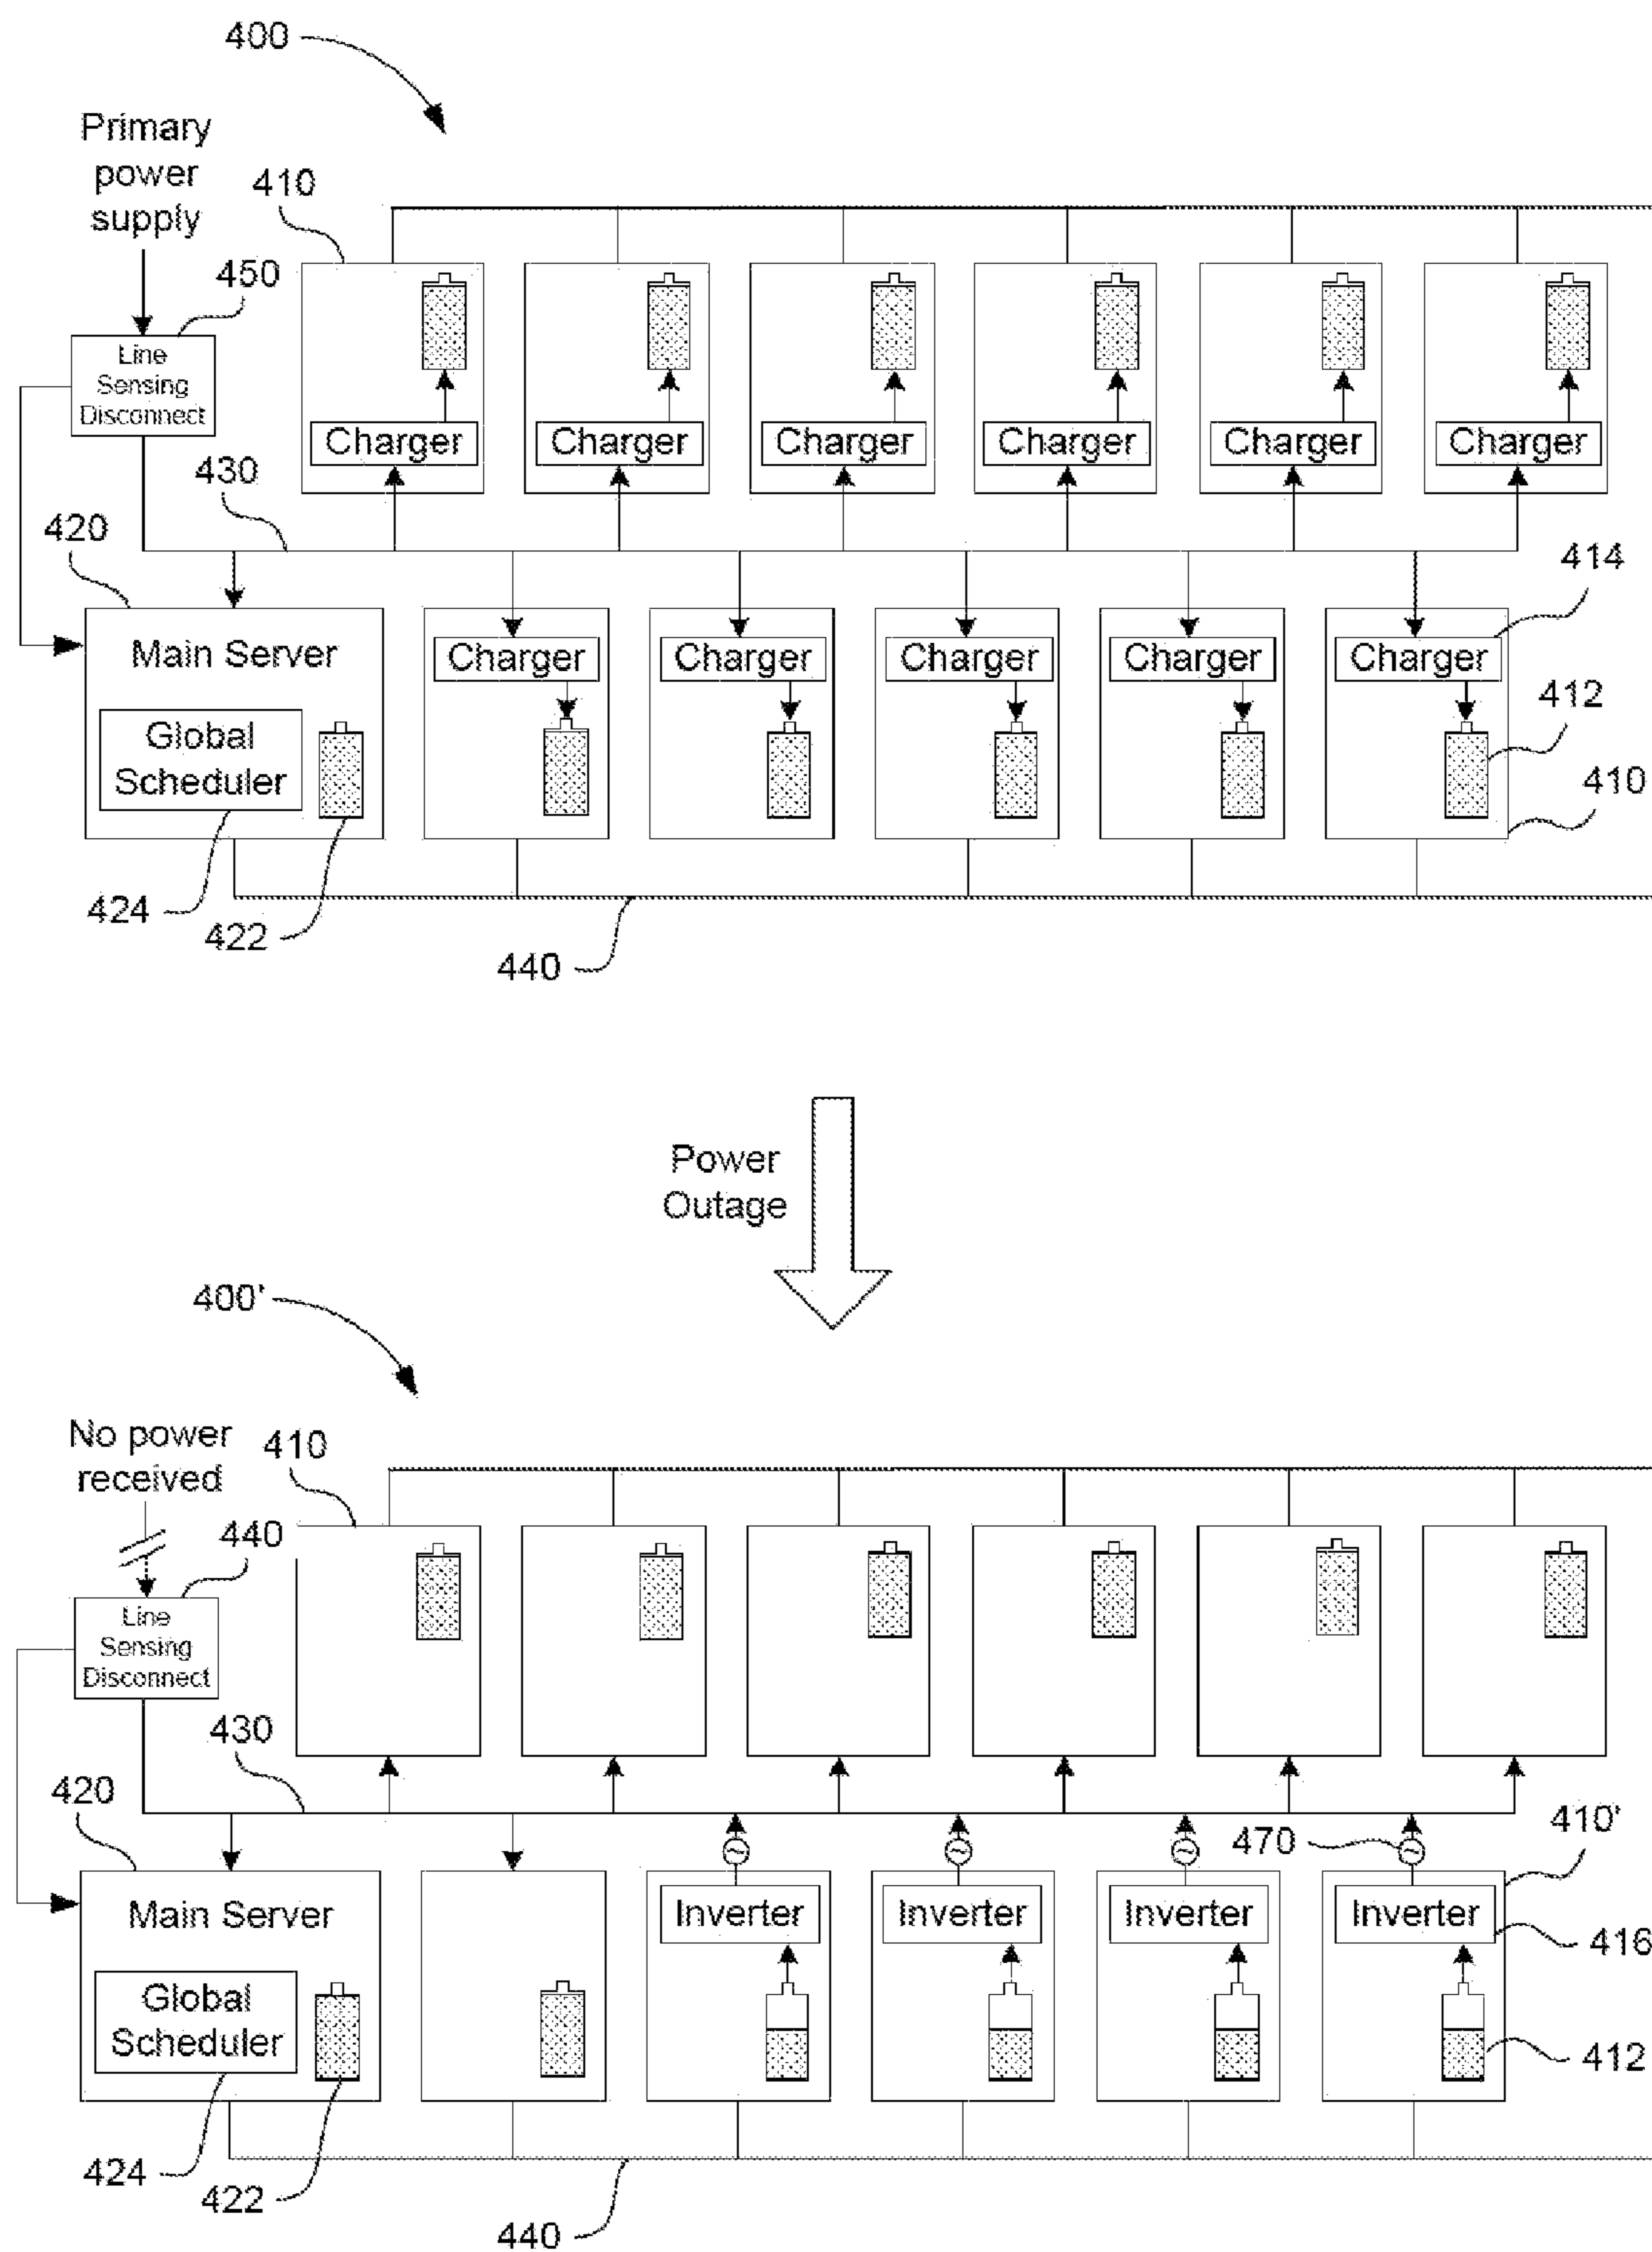 400
Primary
power
supply
410
450
Line
Sensing
Disconnect
Charger
Charger
Charger
Charger
Charger
Charger
430
420
414
Main Server
Charger
Charger
Charger
Charger
Charger
412
Global
Scheduler
410
424
422
440
Power
Outage
400'
No power
received
410
440
Line
Sensing
Disconnect
430
420
470
410'
Main Server
Inverter
Inverter
Inverter
Inverter
416
Global
Scheduler
412
424
422
440